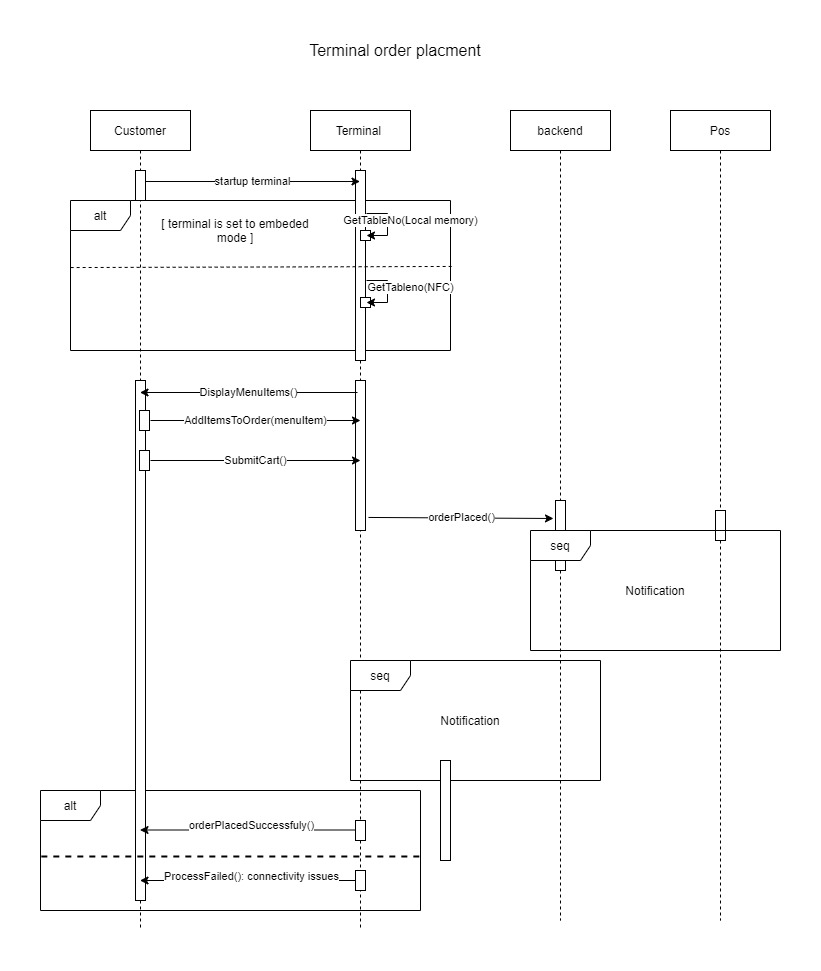 Terminal order placment
Customer
Terminal
backend
Pos
startup terminal
alt
[ terminal is set to embeded
mode ]
GetTableNo(Local memory)
GetTableno(NFC)
DisplayMenuItems()
AddItemsToOrder(menuItem)
SubmitCart()
orderPlaced()
seq
Notification
seq
Notification
alt
orderPlacedSuccessfuly()
ProcessFailed(): connectivity issues